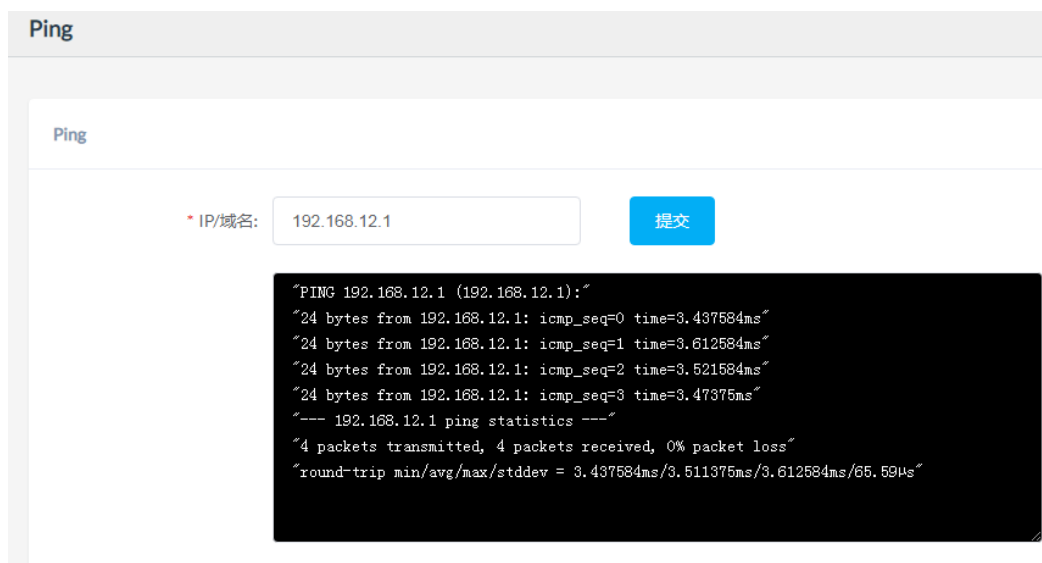 Ping
Ping
* IP/域名: 192.168.12.1 提交
"PING 192.168.12.1 (192.168.12.1):"
"24 bytes from 192.168.12.1: icmp_seq=0 time=3.437584ms"
"24 bytes from 192.168.12.1: icmp_seq=1 time=3.612584ms"
"24 bytes from 192.168.12.1: icmp_seq=2 time=3.521584ms"
"24 bytes from 192.168.12.1: icmp_seq=3 time=3.47375ms"
"--- 192.168.12.1 ping statistics ---"
"4 packets transmitted, 4 packets received, 0% packet loss"
"round-trip min/avg/max/stddev = 3.437584ms/3.511375ms/3.612584ms/65.59µs"